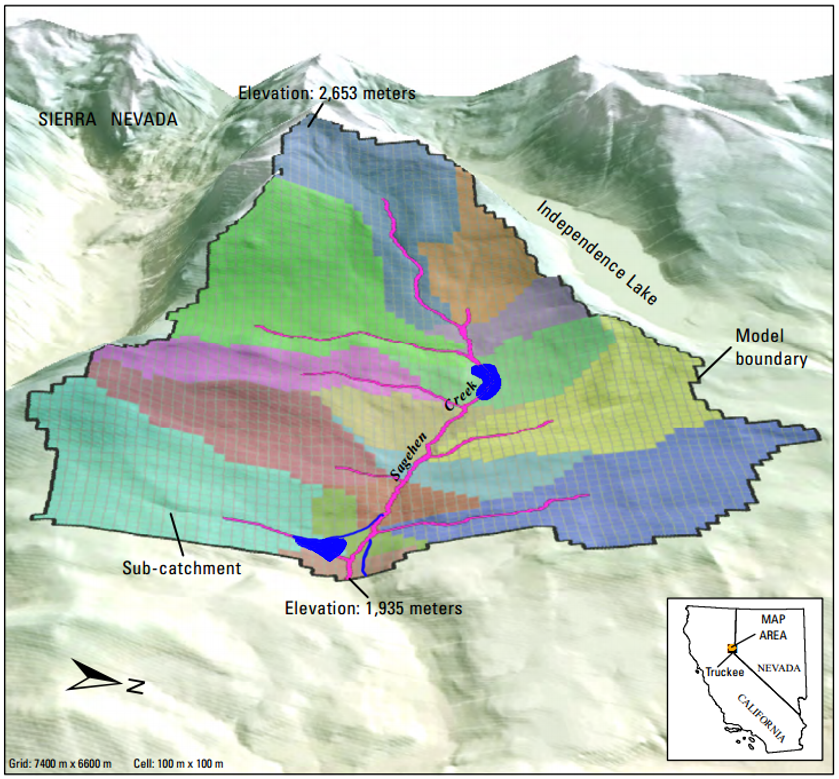 Elevation: 2,653 meters
SIERRA NEVADA
Independence Lake
Model
boundary
Creek
Sagehen
Sub-catchment
Elevation: 1,935 meters
N
MAP
AREA
Truckee
NEVADA
CALIFORNIA
Grid: 7400 m x 6600 m Cell: 100 m x 100 m